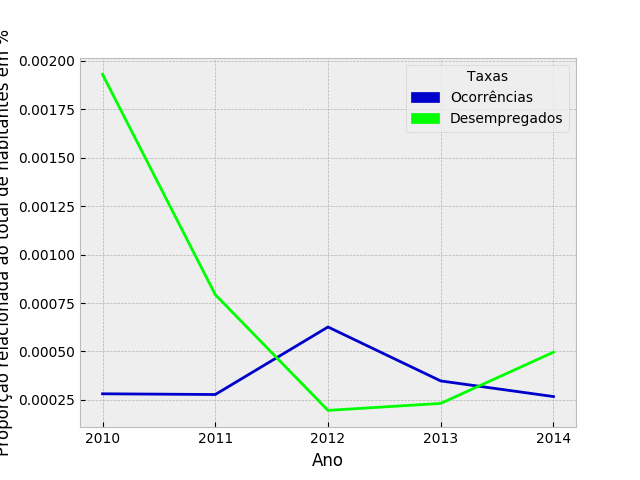 Proporção relacionada ao total de habitantes em %
0.00200
0.00175
0.00150
0.00125
0.00100
0.00075
0.00050
0.00025
Taxas
Ocorrências
Desempregados
2010 2011 2012 2013 2014
Ano